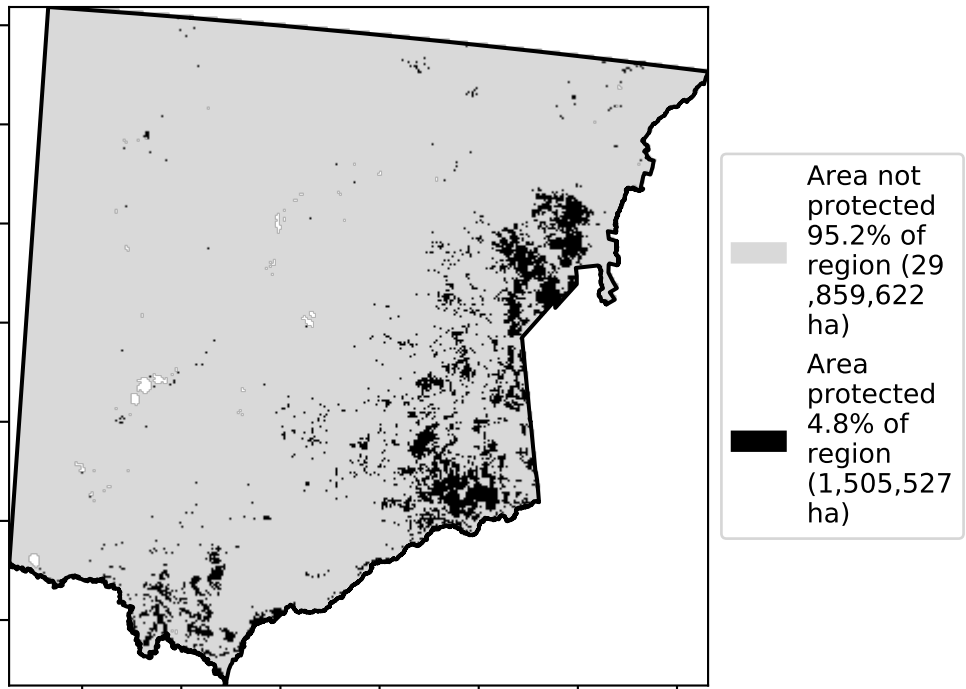 Area not
protected
95.2% of
region (29
,859,622
ha)
Area
protected
4.8% of
region
(1,505,527
ha)